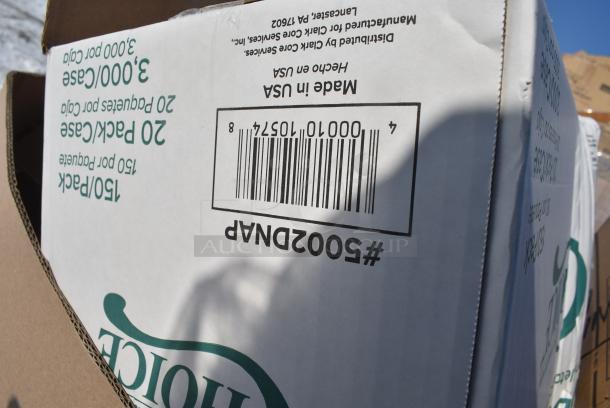 CHOICE
#5002DNAP
4 00010 10574 8
Made in USA
Hecho en USA
Distributed by Clark Core Services.
Manufactured for Clark Core Services, Inc.,
Lancaster, PA 17602
150/Pack
150 por Paquete
20 Pack/Case
20 Paquetes por Caja
3,000/Case
3,000 por Caja